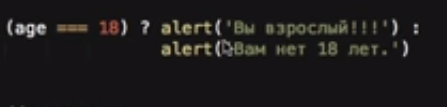 (age === 18) ? alert('Вы взрослый!!!') :
alert('Вам нет 18 лет.')